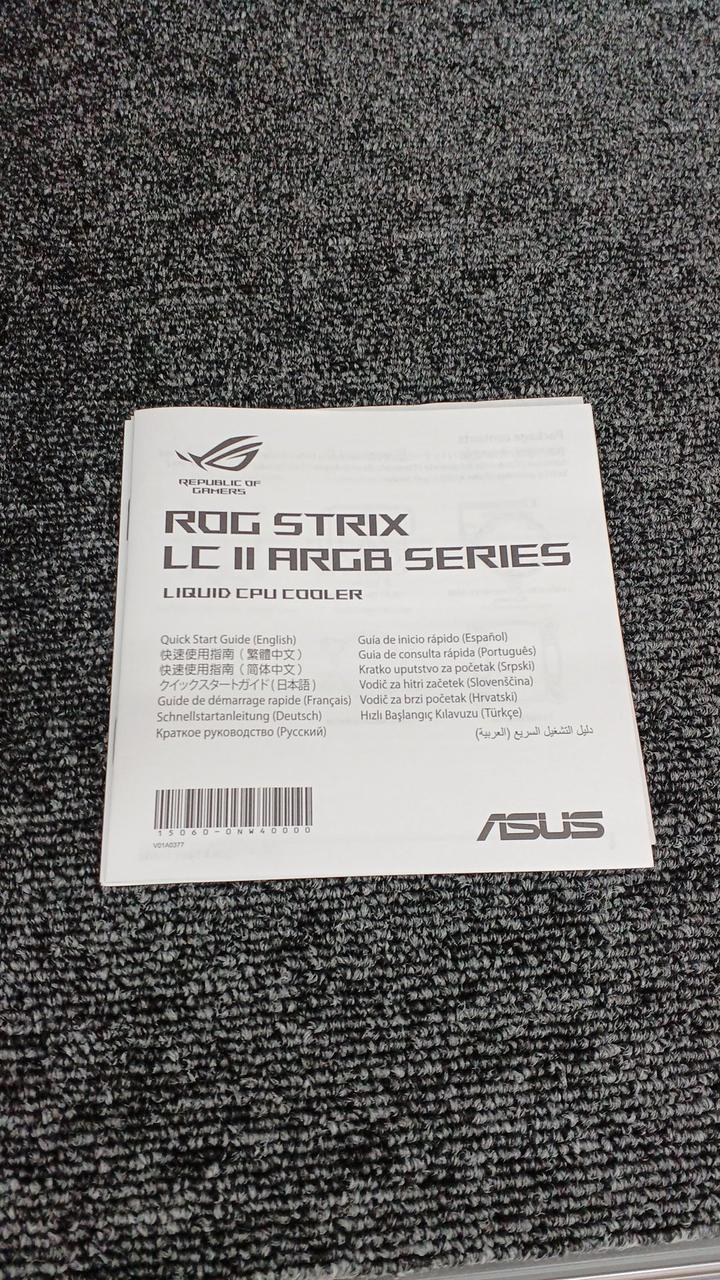 REPUBLIC OF
GAMERS
ROG STRIX
LC II ARGB SERIES
LIQUID CPU COOLER
Quick Start Guide (English)
快速使用指南（繁體中文）
快速使用指南（简体中文）
クイックスタートガイド ( 日本語 )
Guide de démarrage rapide (Français)
Schnellstartanleitung (Deutsch)
Краткое руководство (Русский)
Guía de inicio rápido (Español)
Guia de consulta rápida (Português)
Kratko uputstvo za početak (Srpski)
Vodič za hitri začetek (Slovenščina)
Vodič za brzi početak (Hrvatski)
Hızlı Başlangıç Kılavuzu (Türkçe)
دليل التشغيل السريع (العربية)
15060-0NW40000
V01A0377
ASUS
Package contents